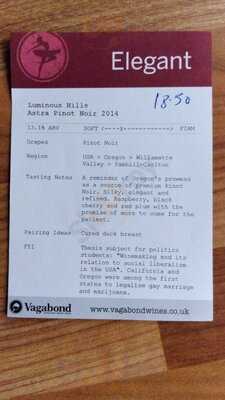 Elegant
Luminous Hills
Astra Pinot Noir 2014
18.50
13.1% ABV
SOFT (----X------------) FIRM
Grapes
Pinot Noir
Region
USA > Oregon > Willamette
Valley > Yamhill-Carlton
Tasting Notes
A reminder of Oregon's prowess
as a source of premium Pinot
Noir. Silky, elegant and
refined. Raspberry, black
cherry and red plum with the
promise of more to come for the
patient.
Pairing Ideas
Cured duck breast
FYI
Thesis subject for politics
students: "Winemaking and its
relation to social liberalism
in the USA". California and
Oregon were among the first
states to legalise gay marriage
and marijuana.
Vagabond
www.vagabondwines.co.uk